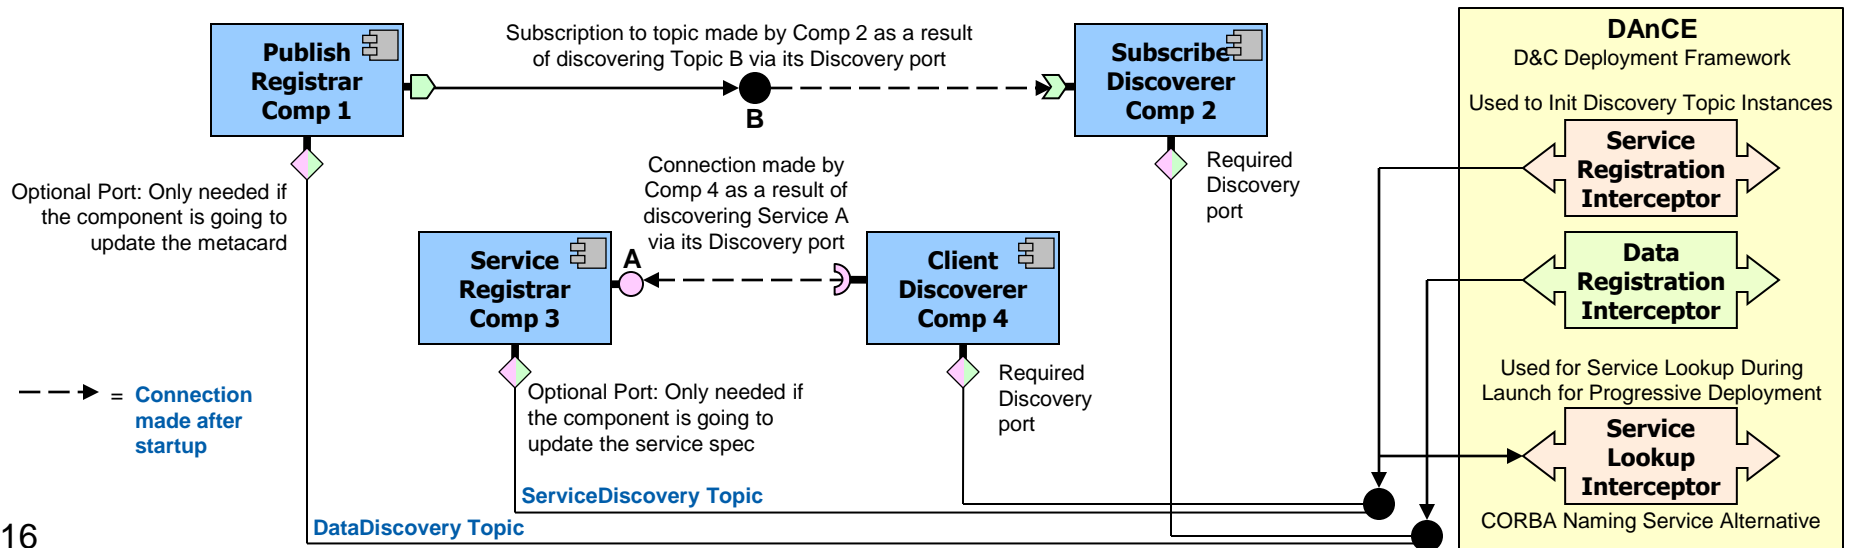 Publish
Registrar
Comp 1
Subscription to topic made by Comp 2 as a result
of discovering Topic B via its Discovery port
B
Subscribe
Discoverer
Comp 2
DAnCE
D&C Deployment Framework
Used to Init Discovery Topic Instances
Service
Registration
Interceptor
Optional Port: Only needed if
the component is going to
update the metacard
Connection made by
Comp 4 as a result of
discovering Service A
via its Discovery port
Required
Discovery
port
Service
Registrar
Comp 3
A
Client
Discoverer
Comp 4
Data
Registration
Interceptor
= Connection
made after
startup
Optional Port: Only needed if
the component is going to
update the service spec
Required
Discovery
port
Used for Service Lookup During
Launch for Progressive Deployment
Service
Lookup
Interceptor
CORBA Naming Service Alternative
ServiceDiscovery Topic
DataDiscovery Topic
16